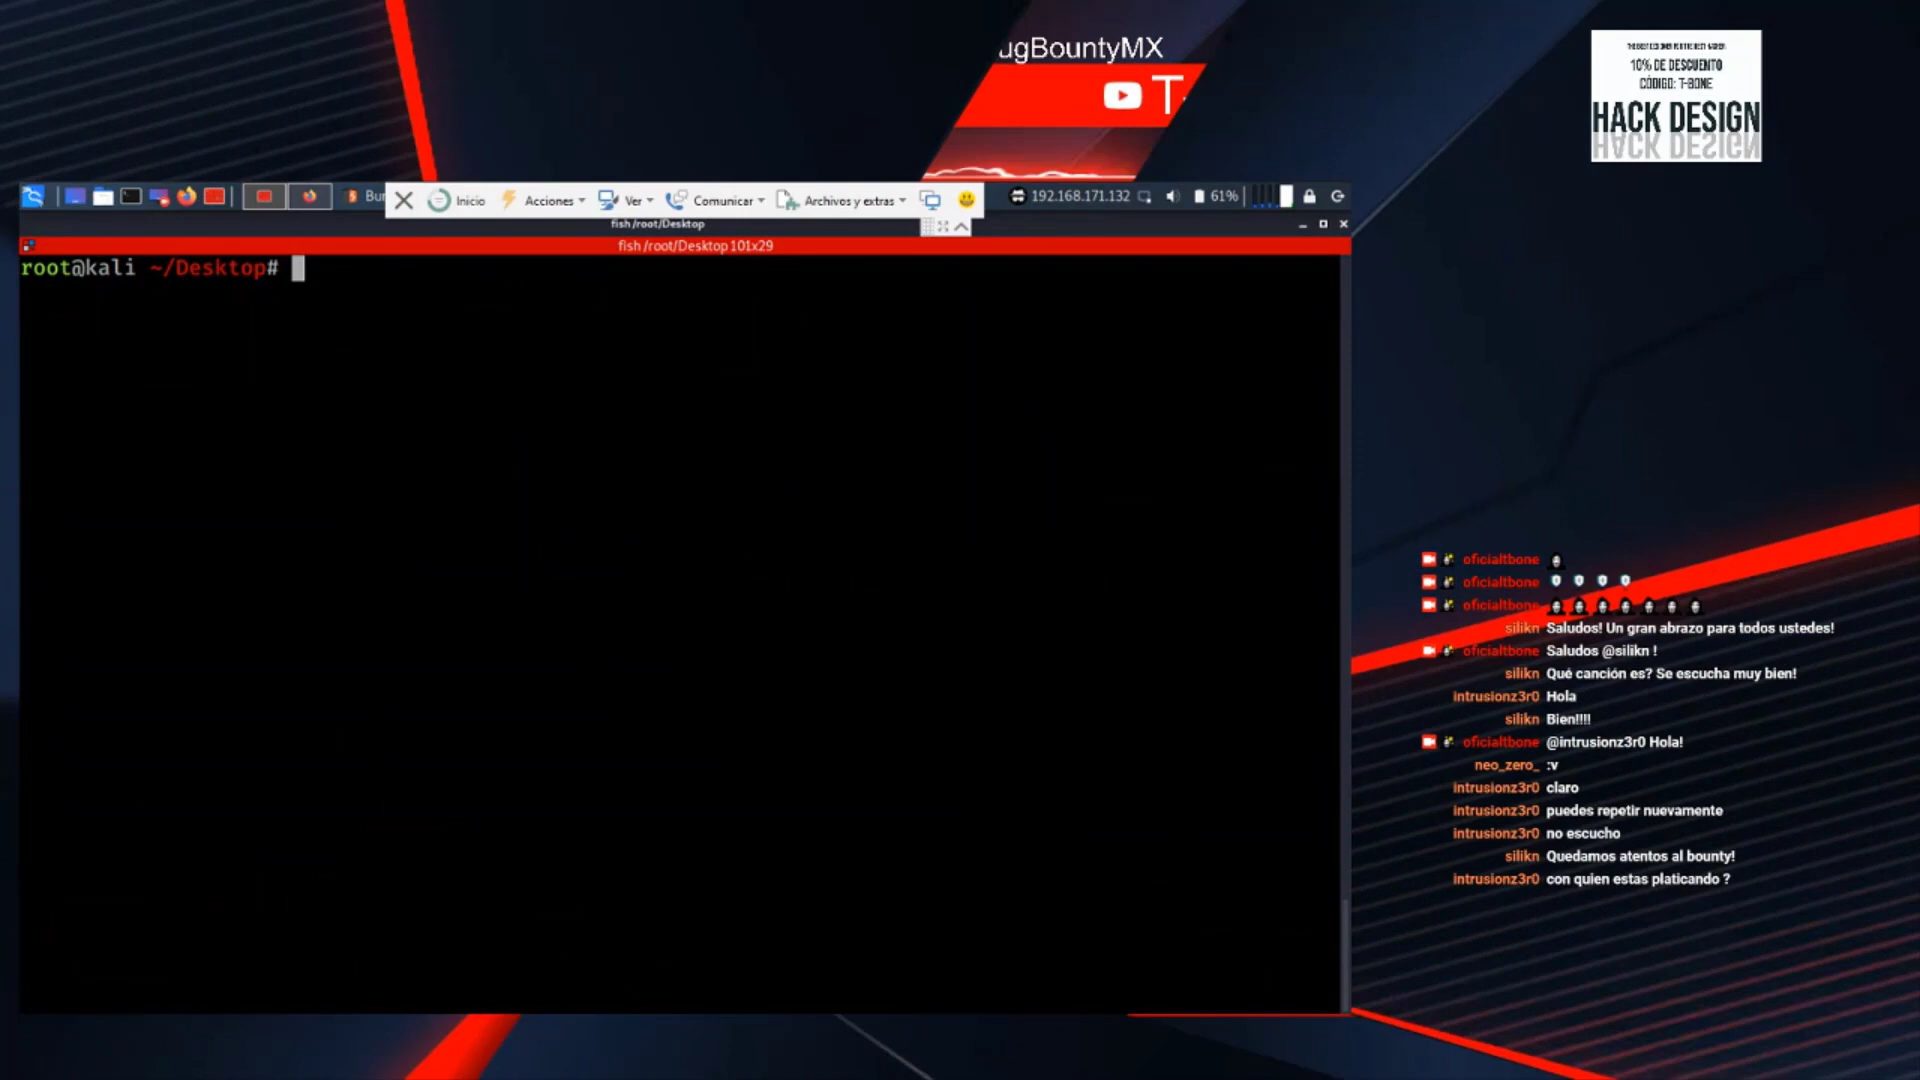 ugBountyMX
T-
10% DE DESCUENTO
CÓDIGO: T-BONE
HACK DESIGN
HACK DESIGN
Bur
Inicio
Acciones
Ver
Comunicar
Archivos y extras
192.168.171.132
61%
fish /root/Desktop
fish /root/Desktop 101x29
root@kali ~/Desktop#
oficialtbone
oficialtbone
oficialtbone
silikn Saludos! Un gran abrazo para todos ustedes!
oficialtbone Saludos @silikn !
silikn Qué canción es? Se escucha muy bien!
intrusionz3r0 Hola
silikn Bien!!!!
oficialtbone @intrusionz3r0 Hola!
neo_zero_ :v
intrusionz3r0 claro
intrusionz3r0 puedes repetir nuevamente
intrusionz3r0 no escucho
silikn Quedamos atentos al bounty!
intrusionz3r0 con quien estas platicando ?